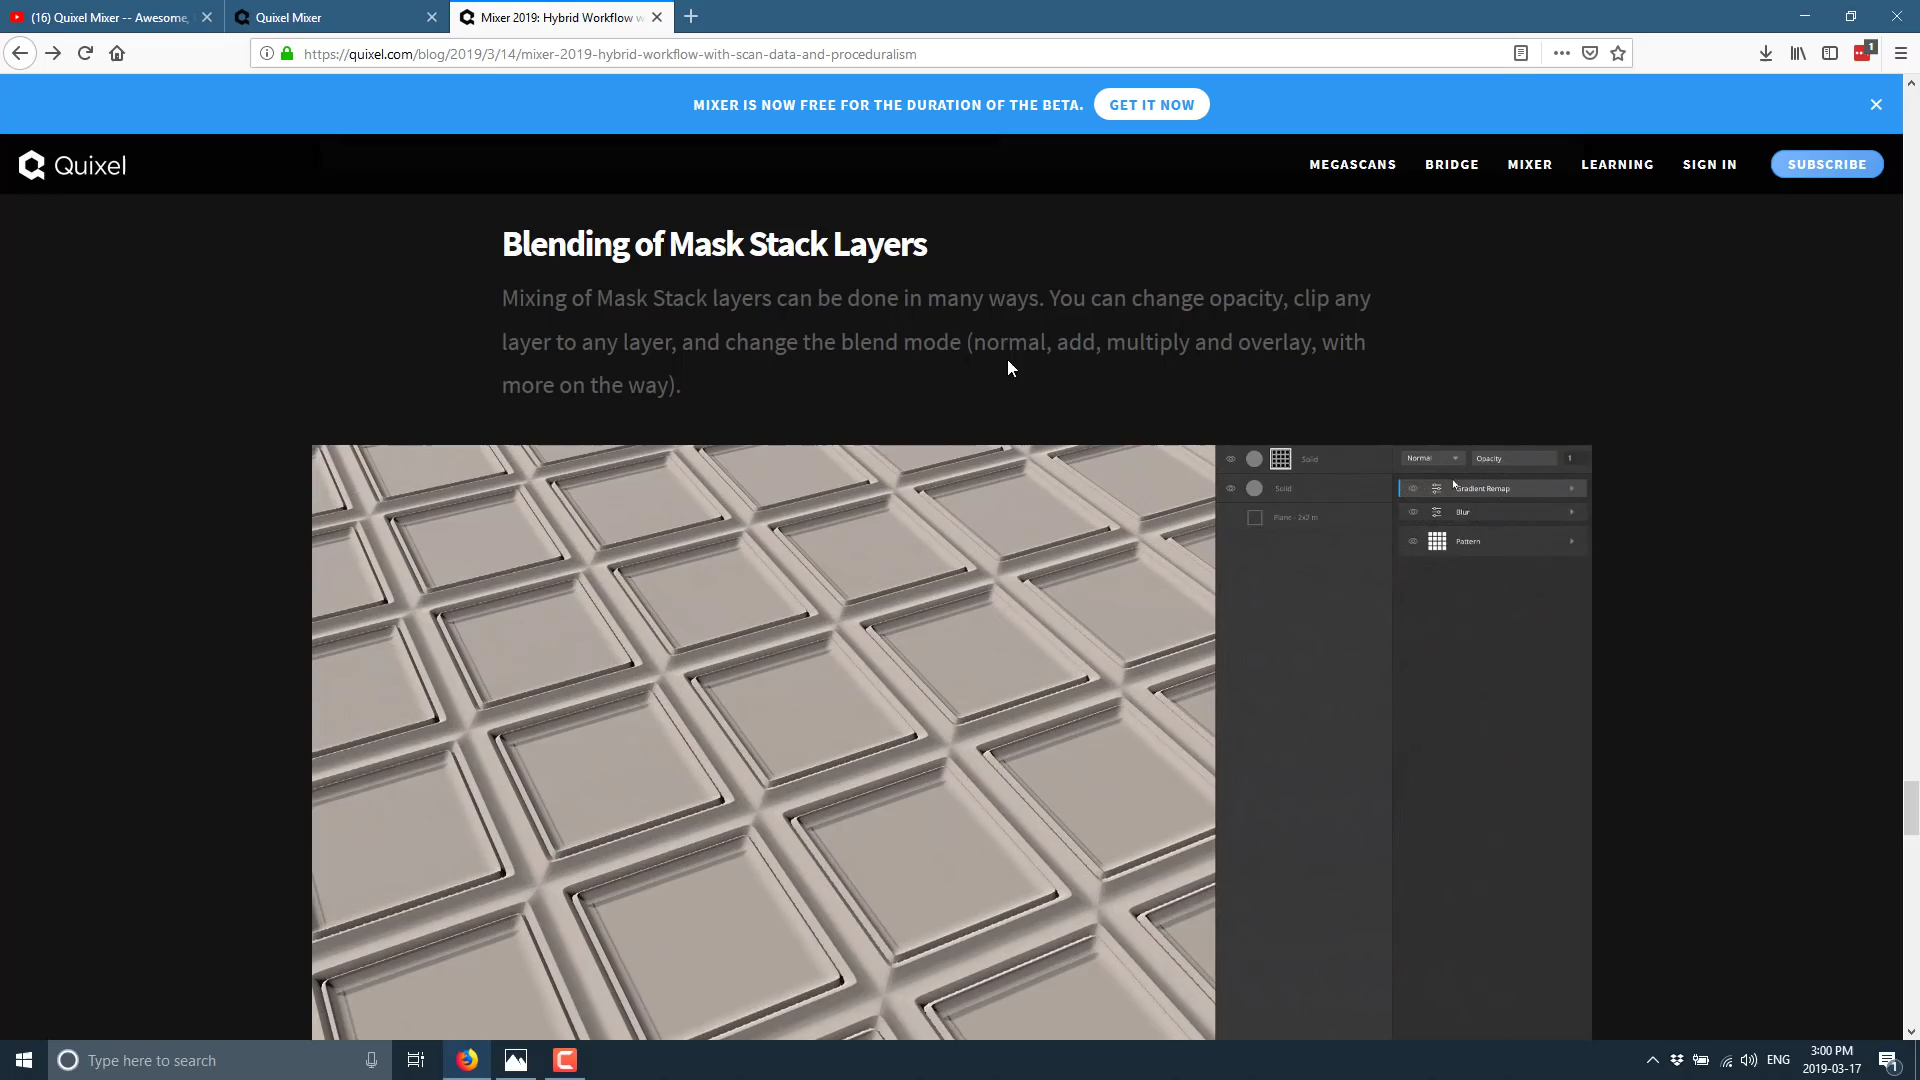 (16) Quixel Mixer -- Awesome,
Quixel Mixer
Mixer 2019: Hybrid Workflow w
https://quixel.com/blog/2019/3/14/mixer-2019-hybrid-workflow-with-scan-data-and-proceduralism
1
MIXER IS NOW FREE FOR THE DURATION OF THE BETA.
GET IT NOW
Quixel
MEGASCANS
BRIDGE
MIXER
LEARNING
SIGN IN
SUBSCRIBE
Blending of Mask Stack Layers
Mixing of Mask Stack layers can be done in many ways. You can change opacity, clip any
layer to any layer, and change the blend mode (normal, add, multiply and overlay, with
more on the way).
Solid
Normal
Opacity
1
Solid
Gradient Remap
Blur
Plane - 2x2 m
Pattern
Type here to search
ENG
3:00 PM
2019-03-17
1